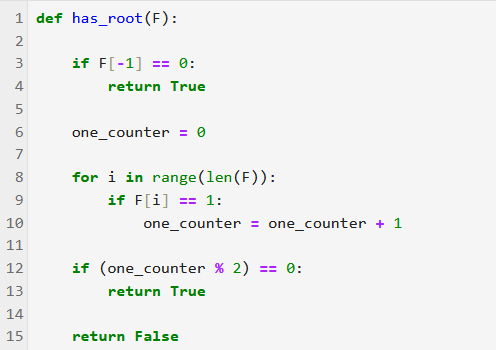 1 def has_root(F):
2
3     if F[-1] == 0:
4         return True
5
6     one_counter = 0
7
8     for i in range(len(F)):
9         if F[i] == 1:
10             one_counter = one_counter + 1
11
12     if (one_counter % 2) == 0:
13         return True
14
15     return False